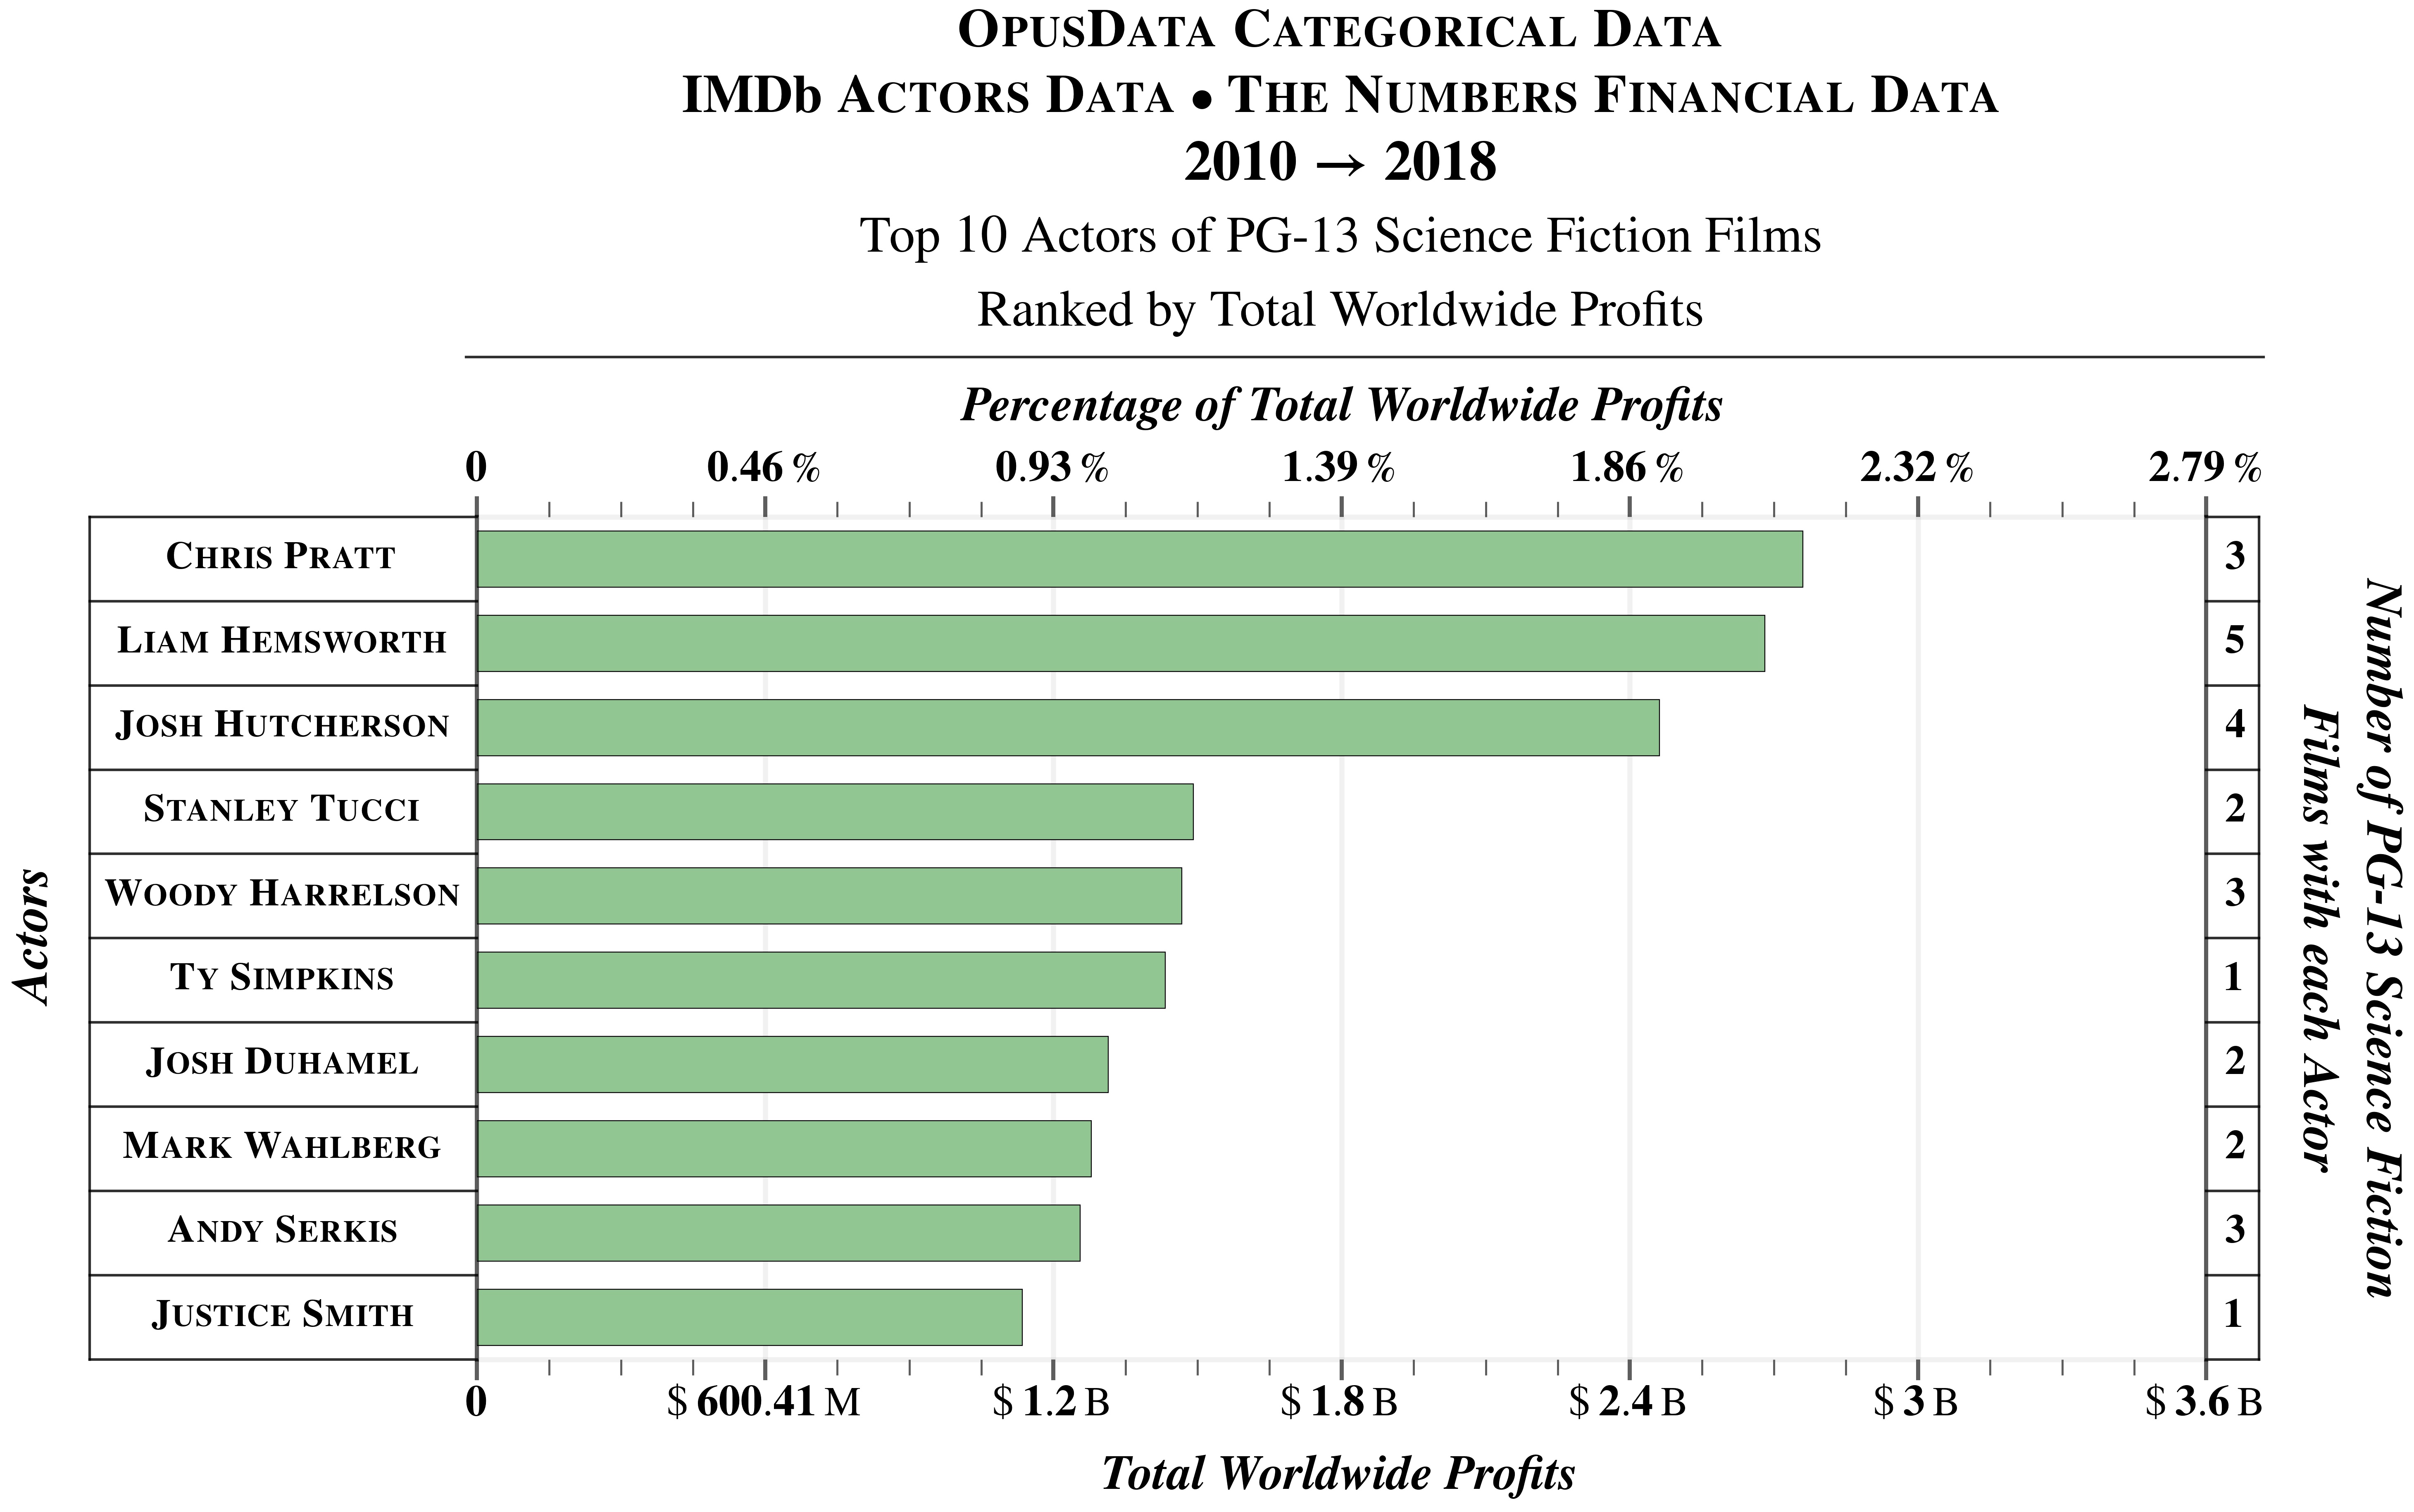 OpusData Categorical Data
IMDb Actors Data • The Numbers Financial Data
2010 → 2018
Top 10 Actors of PG-13 Science Fiction Films
Ranked by Total Worldwide Profits
Percentage of Total Worldwide Profits
0 0.46 % 0.93 % 1.39 % 1.86 % 2.32 % 2.79 %
Actors
Chris Pratt 3
Liam Hemsworth 5
Josh Hutcherson 4
Stanley Tucci 2
Woody Harrelson 3
Ty Simpkins 1
Josh Duhamel 2
Mark Wahlberg 2
Andy Serkis 3
Justice Smith 1
Number of PG-13 Science Fiction
Films with each Actor
0 $ 600.41 M $ 1.2 B $ 1.8 B $ 2.4 B $ 3 B $ 3.6 B
Total Worldwide Profits